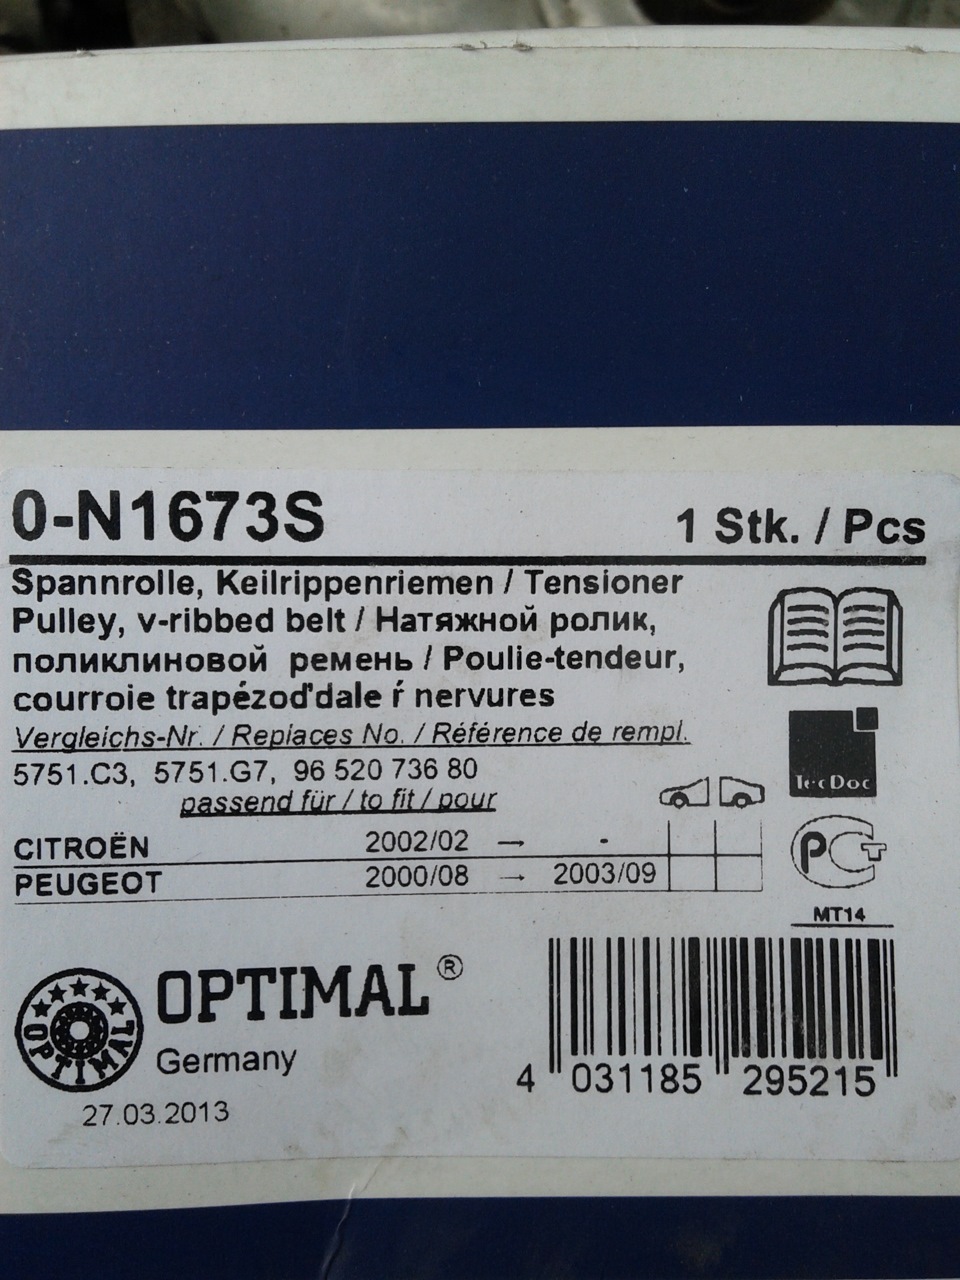 0-N1673S 1 Stk. / Pcs
Spannrolle, Keilrippenriemen / Tensioner
Pulley, v-ribbed belt / Натяжной ролик,
поликлиновой ремень / Poulie-tendeur,
courroie trapézoďdale ŕ nervures
Vergleichs-Nr. / Replaces No. / Référence de rempl.
5751.C3, 5751.G7, 96 520 736 80
passend für / to fit / pour
CITROËN 2002/02 → -
PEUGEOT 2000/08 → 2003/09
TecDoc
PCT
MT14
OPTIMAL ®
OPTIMAL
Germany
27.03.2013
4 031185 295215